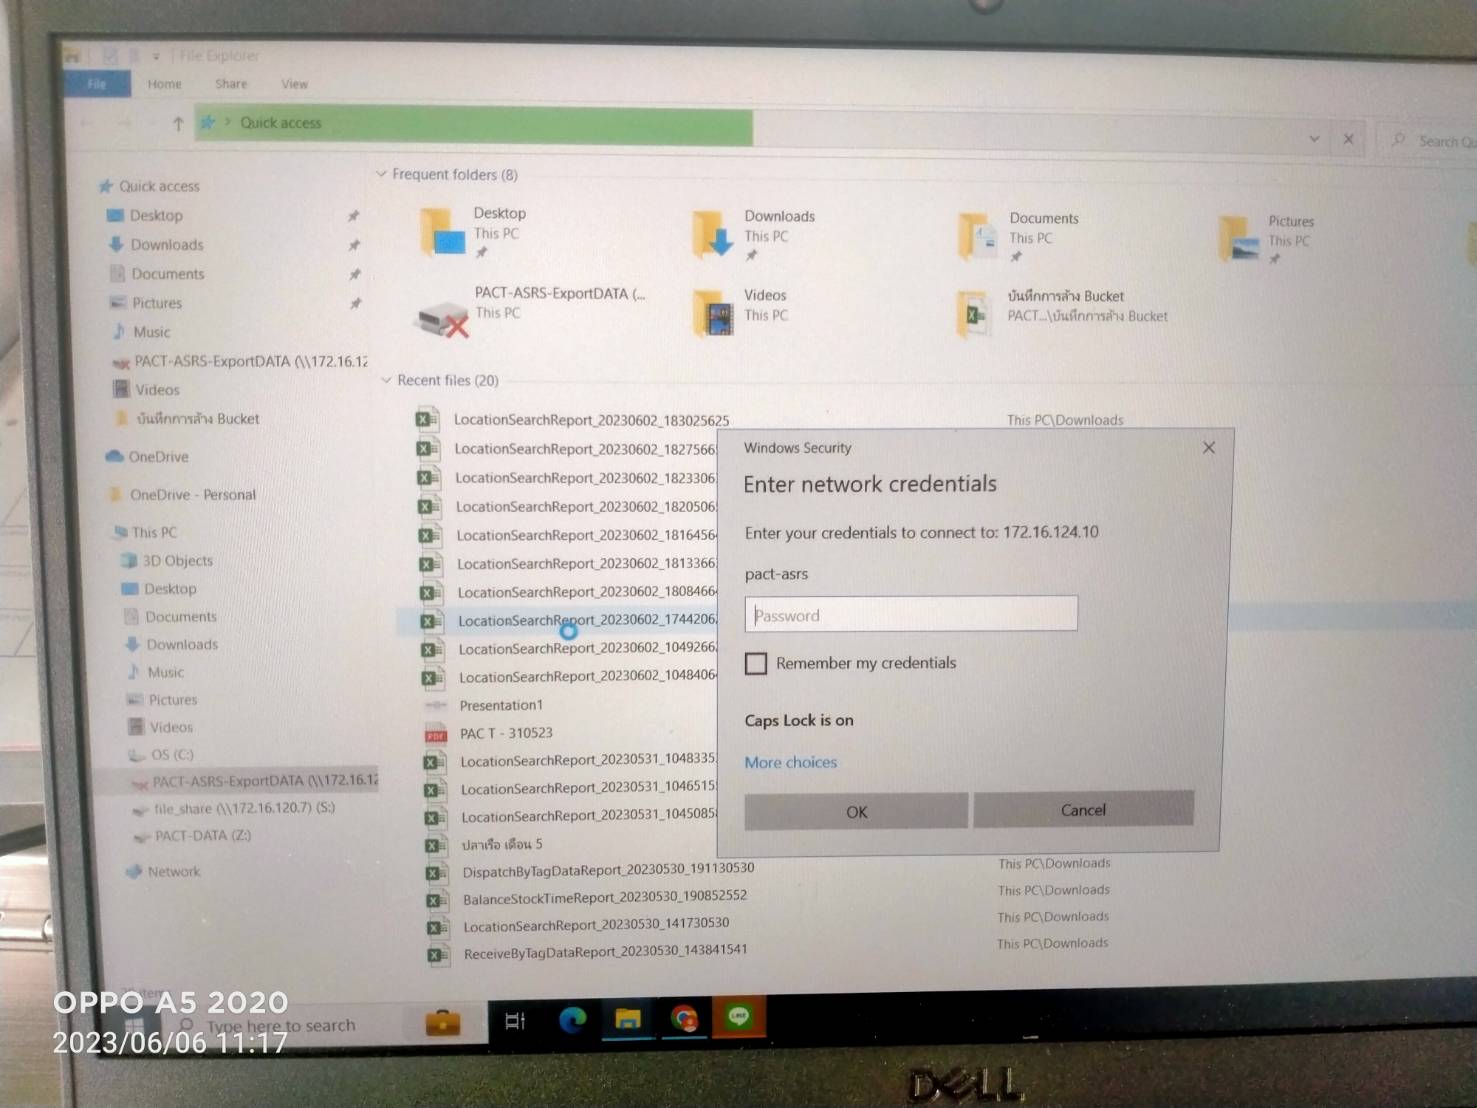 File Explorer
File Home Share View
Quick access
Search
Quick access
Desktop
Downloads
Documents
Pictures
Music
PACT-ASRS-ExportDATA (\\172.16.12
Videos
บันทึกการล้าง Bucket
OneDrive
OneDrive - Personal
This PC
3D Objects
Desktop
Documents
Downloads
Music
Pictures
Videos
OS (C:)
PACT-ASRS-ExportDATA (\\172.16.12
file_share (\\172.16.120.7) (S:)
PACT-DATA (Z:)
Network
Frequent folders (8)
Desktop
This PC
Downloads
This PC
Documents
This PC
Pictures
This PC
PACT-ASRS-ExportDATA (...
This PC
Videos
This PC
บันทึกการล้าง Bucket
PACT...\บันทึกการล้าง Bucket
Recent files (20)
LocationSearchReport_20230602_183025625 This PC\Downloads
LocationSearchReport_20230602_1827566
LocationSearchReport_20230602_1823306
LocationSearchReport_20230602_1820506
LocationSearchReport_20230602_1816456
LocationSearchReport_20230602_1813366
LocationSearchReport_20230602_1808466
LocationSearchReport_20230602_1744206
LocationSearchReport_20230602_1049266
LocationSearchReport_20230602_1048406
Presentation1
PAC T - 310523
LocationSearchReport_20230531_1048335
LocationSearchReport_20230531_1046515
LocationSearchReport_20230531_1045085
ปลาเรือ เดือน 5
DispatchByTagDataReport_20230530_191130530 This PC\Downloads
BalanceStockTimeReport_20230530_190852552 This PC\Downloads
LocationSearchReport_20230530_141730530 This PC\Downloads
ReceiveByTagDataReport_20230530_143841541 This PC\Downloads
Windows Security
Enter network credentials
Enter your credentials to connect to: 172.16.124.10
pact-asrs
Password
Remember my credentials
Caps Lock is on
More choices
OK Cancel
items
Type here to search
LINE
OPPO A5 2020
2023/06/06 11:17
DELL